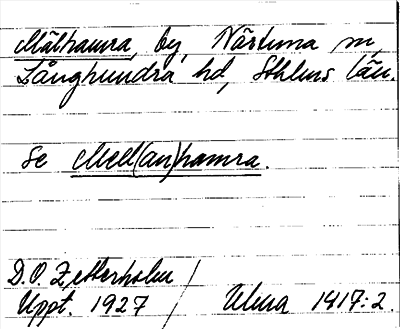 Mälhamra, by, Närtuna sn,
Långhundra hd, Sthlms län.
Se Mell(an)hamra.
D.O. Zetterholm /
Uppt. 1927 / Ulma 1417:2.